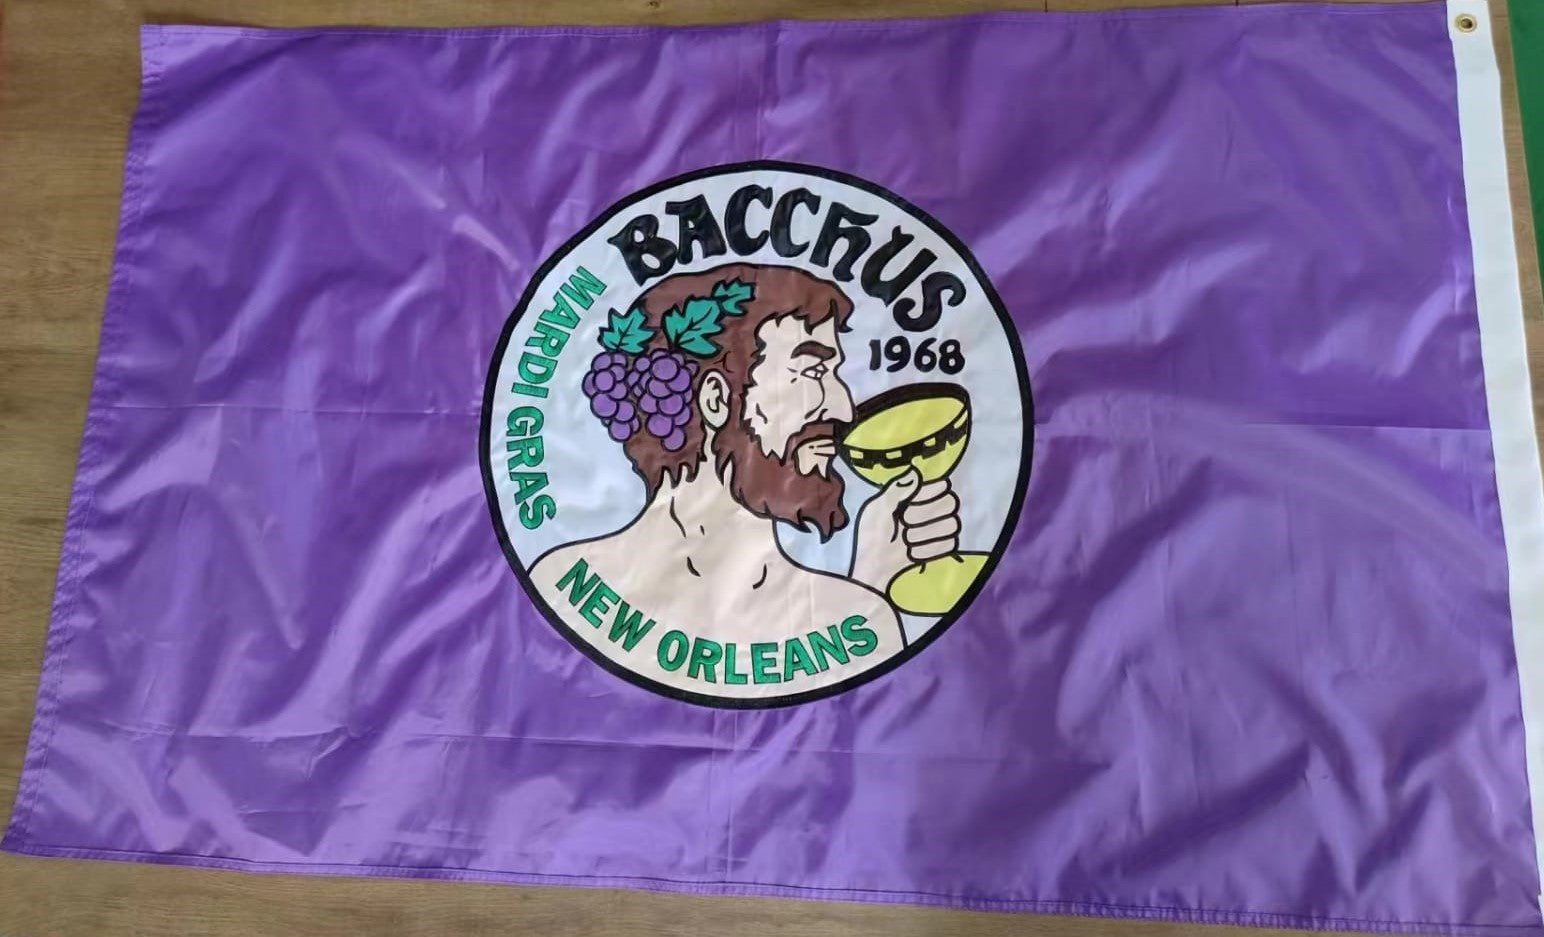 BACCHUS
1968
MARDI GRAS
NEW ORLEANS